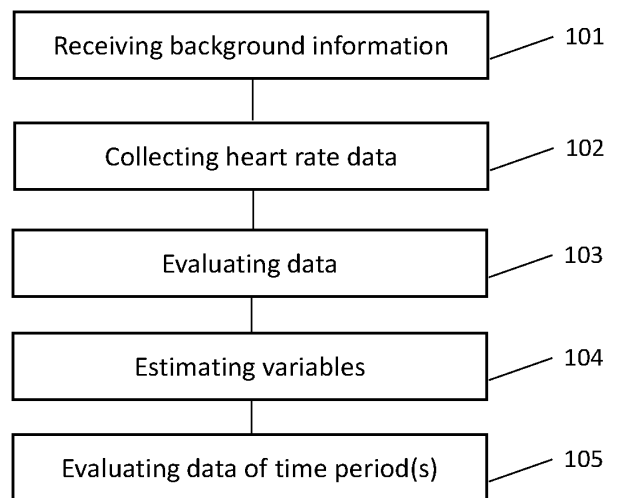 Receiving background information 101
Collecting heart rate data 102
Evaluating data 103
Estimating variables 104
Evaluating data of time period(s) 105